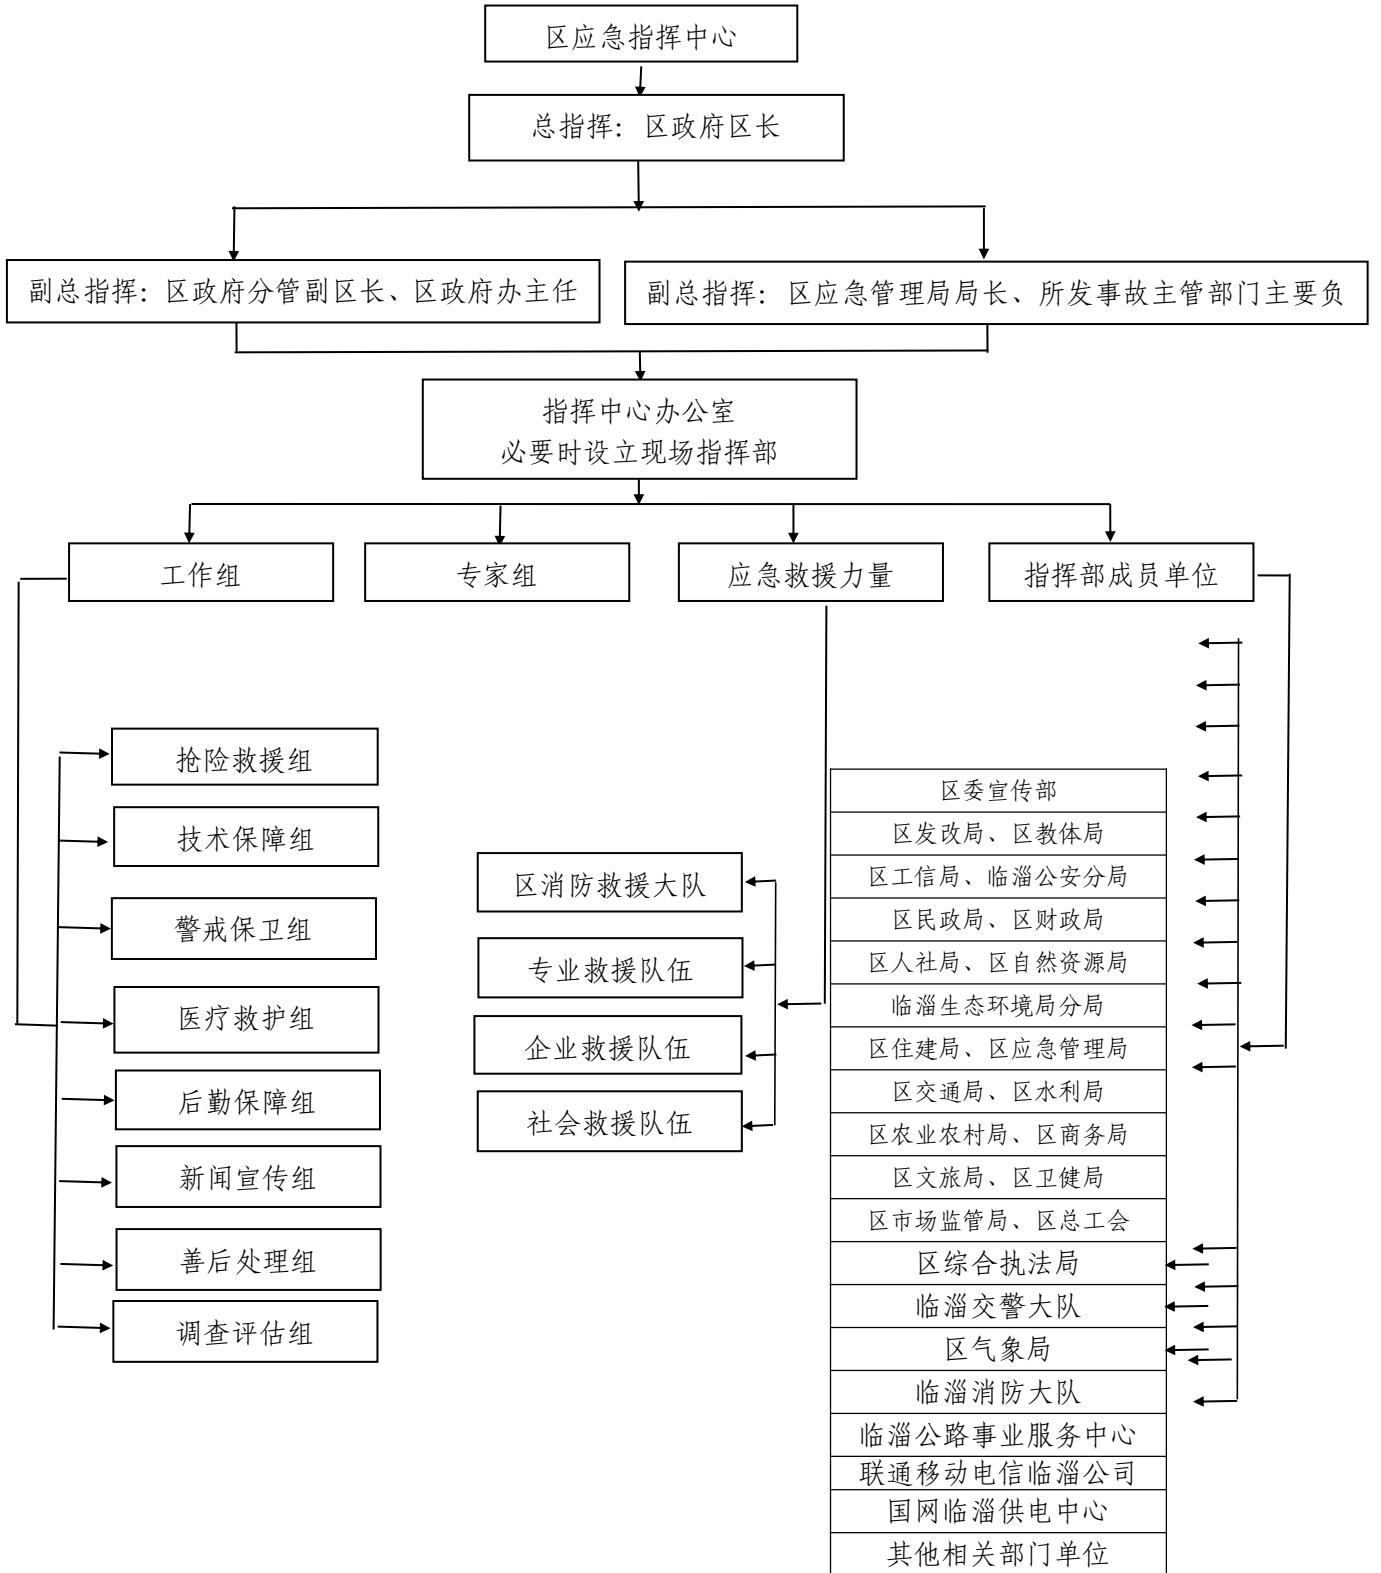 区应急指挥中心
总指挥：区政府区长
副总指挥：区政府分管副区长、区政府办主任
副总指挥：区应急管理局局长、所发事故主管部门主要负
指挥中心办公室
必要时设立现场指挥部
工作组
专家组
应急救援力量
指挥部成员单位
抢险救援组
技术保障组
警戒保卫组
医疗救护组
后勤保障组
新闻宣传组
善后处理组
调查评估组
区消防救援大队
专业救援队伍
企业救援队伍
社会救援队伍
区委宣传部
区发改局、区教体局
区工信局、临淄公安分局
区民政局、区财政局
区人社局、区自然资源局
临淄生态环境局分局
区住建局、区应急管理局
区交通局、区水利局
区农业农村局、区商务局
区文旅局、区卫健局
区市场监管局、区总工会
区综合执法局
临淄交警大队
区气象局
临淄消防大队
临淄公路事业服务中心
联通移动电信临淄公司
国网临淄供电中心
其他相关部门单位